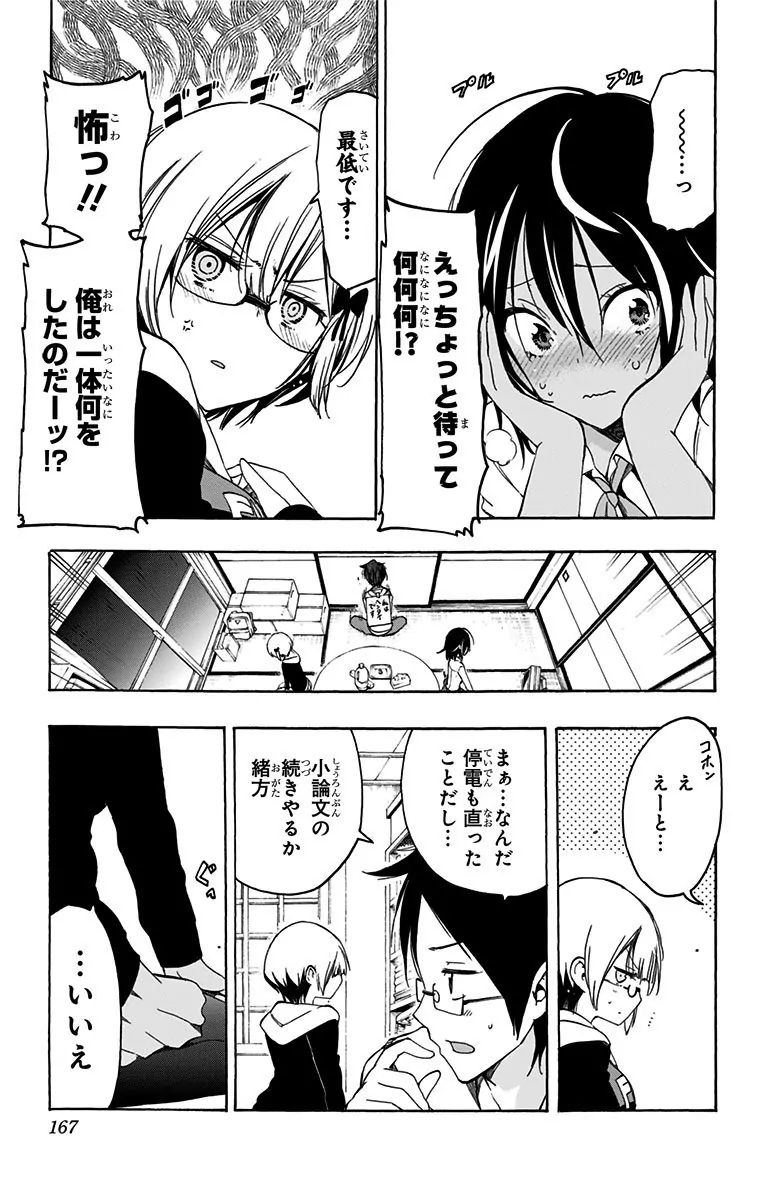 〜〜〜…っ
プル
プル
えっちょっと待って
何何何!?
最低です…
ゴゴ
ゴゴ
怖っ!!
俺は一体何を
したのだーッ!?
コホン
え
えーと…
まぁ…なんだ
停電も直った
ことだし…
小論文の
続きやるか
緒方
ぐ
…いいえ
167